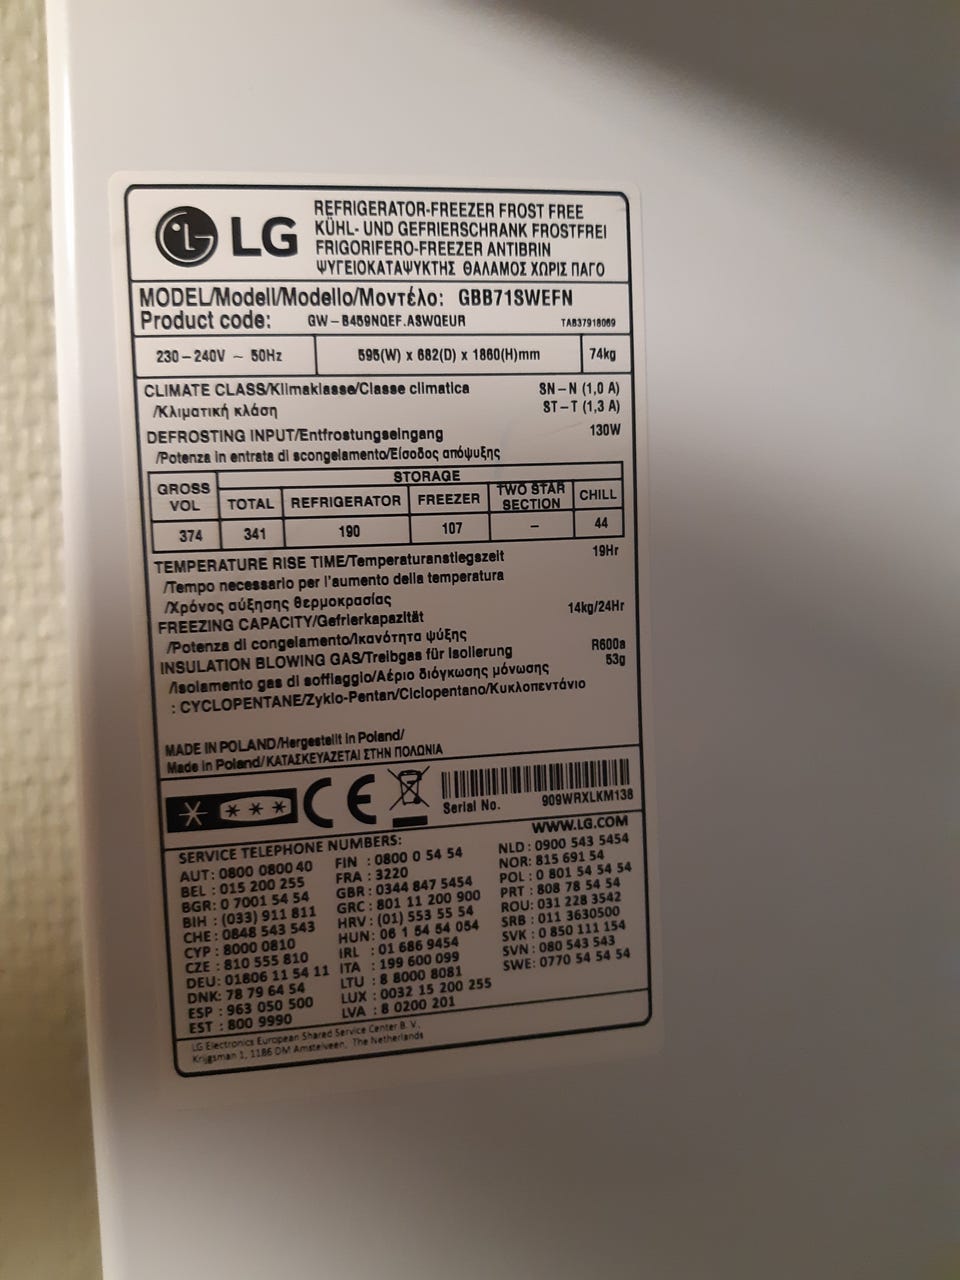 LG
REFRIGERATOR-FREEZER FROST FREE
KÜHL- UND GEFRIERSCHRANK FROSTFREI
FRIGORIFERO-FREEZER ANTIBRIN
ΨΥΓΕΙΟΚΑΤΑΨΥΚΤΗΣ ΘΑΛΑΜΟΣ ΧΩΡΙΣ ΠΑΓΟ
MODEL/Modell/Modello/Μοντέλο: GBB71SWEFN
Product code: GW-B459NQEF.ASWQEUR TAB37918069
230-240V ~ 50Hz 595(W) x 682(D) x 1860(H)mm 74kg
CLIMATE CLASS/Klimaklasse/Classe climatica SN-N (1,0 A)
/Κλιματική κλάση ST-T (1,3 A)
DEFROSTING INPUT/Entfrostungseingang 130W
/Potenza in entrata di scongelamento/Είσοδος απόψυξης
GROSS VOL STORAGE
TOTAL REFRIGERATOR FREEZER TWO STAR SECTION CHILL
374 341 190 107 - 44
TEMPERATURE RISE TIME/Temperaturanstiegszeit 19Hr
/Tempo necessario per l'aumento della temperatura
/Χρόνος αύξησης θερμοκρασίας
FREEZING CAPACITY/Gefrierkapazität 14kg/24Hr
/Potenza di congelamento/Ικανότητα ψύξης
INSULATION BLOWING GAS/Treibgas für Isolierung R600a
/Isolamento gas di soffiaggio/Αέριο διόγκωσης μόνωσης 53g
: CYCLOPENTANE/Zyklo-Pentan/Ciclopentano/Κυκλοπεντάνιο
MADE IN POLAND/Hergestellt in Poland/
Made in Poland/ΚΑΤΑΣΚΕΥΑΖΕΤΑΙ ΣΤΗΝ ΠΟΛΩΝΙΑ
CE
Serial No. 909WRXLKM138
WWW.LG.COM
SERVICE TELEPHONE NUMBERS:
AUT: 0800 0800 40
BEL : 015 200 255
BGR: 0 7001 54 54
BIH : (033) 911 811
CHE : 0848 543 543
CYP : 8000 0810
CZE : 810 555 810
DEU: 01806 11 54 11
DNK: 78 79 64 54
ESP : 963 050 500
EST : 800 9990
FIN : 0800 0 54 54
FRA : 3220
GBR : 0344 847 5454
GRC : 801 11 200 900
HRV : (01) 553 55 54
HUN: 06 1 54 54 054
IRL : 01 686 9454
ITA : 199 600 099
LTU : 8 8000 8081
LUX : 0032 15 200 255
LVA : 8 0200 201
NLD : 0900 543 5454
NOR: 815 691 54
POL : 0 801 54 54 54
PRT : 808 78 54 54
ROU: 031 228 3542
SRB : 011 3630500
SVK : 0 850 111 154
SVN : 080 543 543
SWE: 0770 54 54 54
LG Electronics European Shared Service Center B.V.,
Krijgsman 1, 1186 DM Amstelveen, The Netherlands